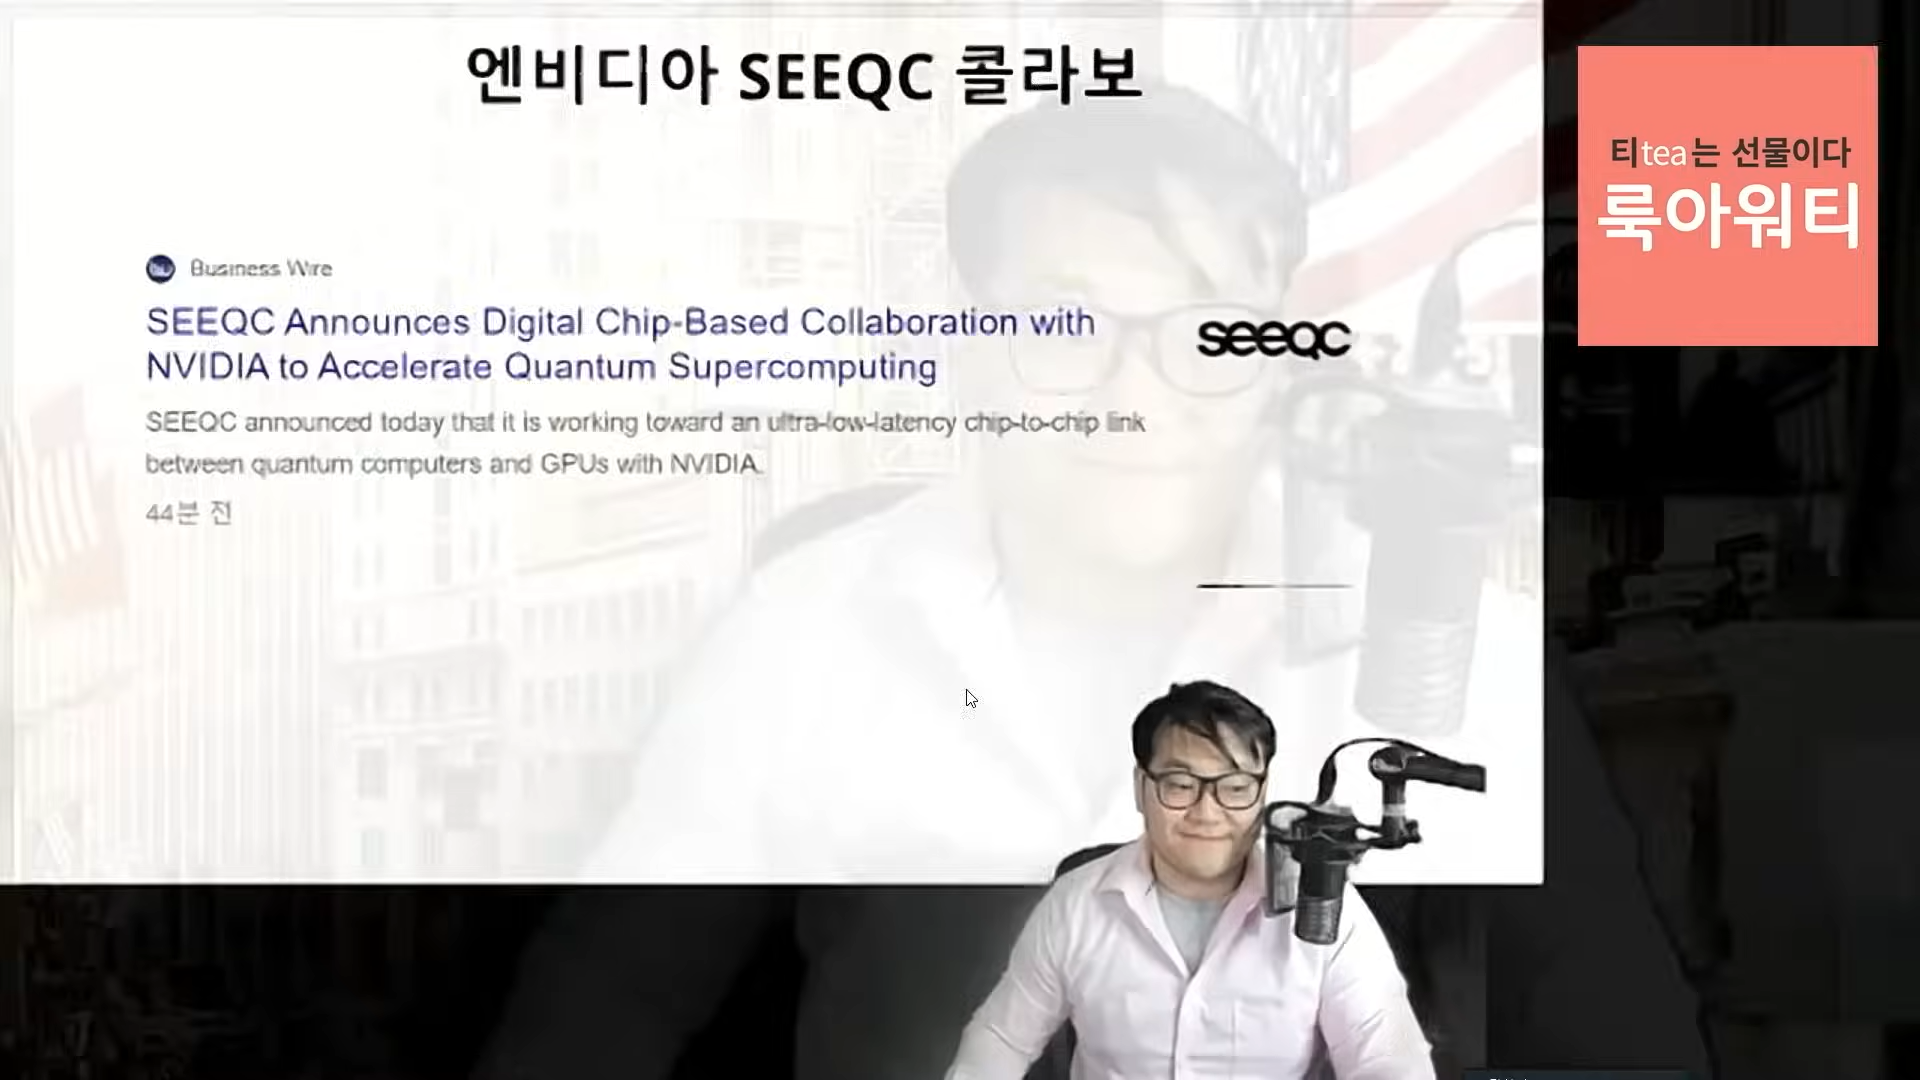 엔비디아 SEEQC 콜라보
Business Wire
SEEQC Announces Digital Chip-Based Collaboration with
NVIDIA to Accelerate Quantum Supercomputing
seeqc
SEEQC announced today that it is working toward an ultra-low-latency chip-to-chip link
between quantum computers and GPUs with NVIDIA.
44분 전
티tea는 선물이다
룩아워티